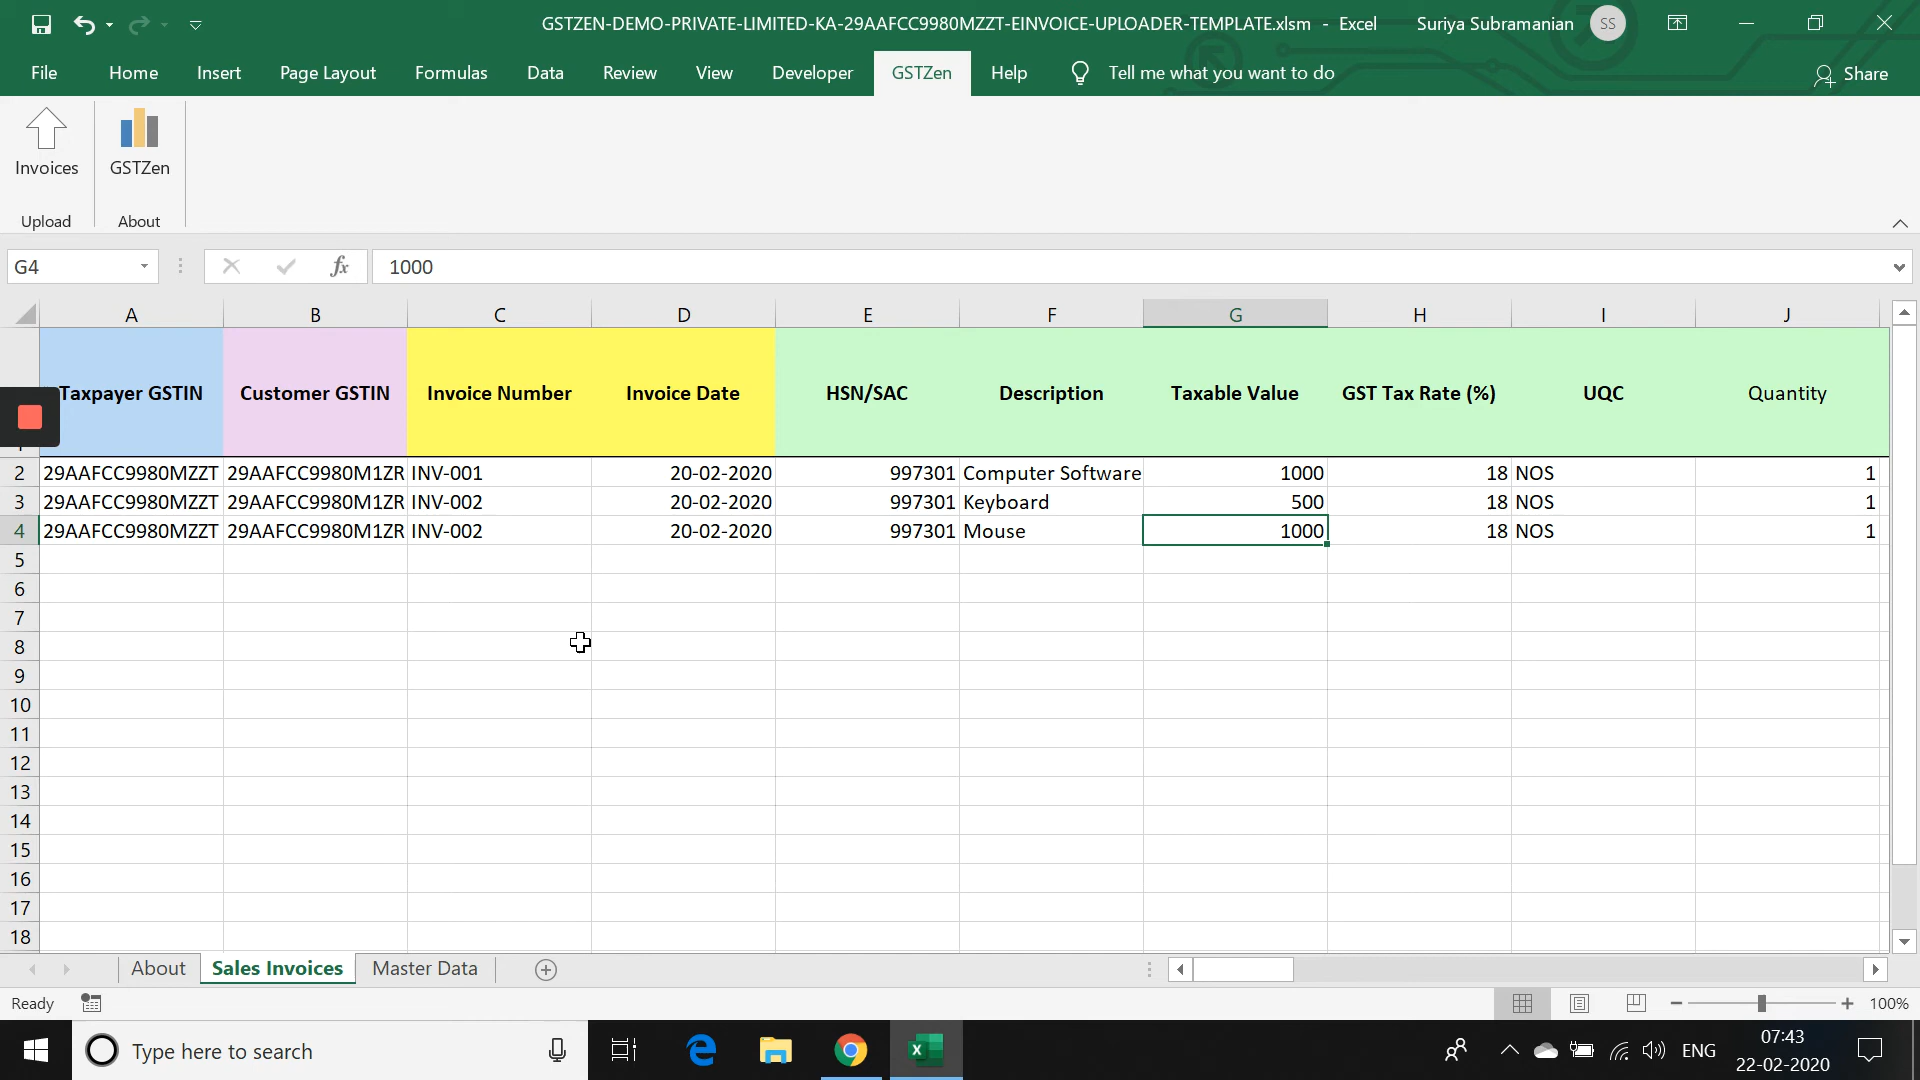 GSTZEN-DEMO-PRIVATE-LIMITED-KA-29AAFCC9980MZZT-EINVOICE-UPLOADER-TEMPLATE.xlsm - Excel Suriya Subramanian SS
File Home Insert Page Layout Formulas Data Review View Developer GSTZen Help Tell me what you want to do Share
Invoices GSTZen
Upload About
G4 fx 1000
A B C D E F G H I J
Taxpayer GSTIN Customer GSTIN Invoice Number Invoice Date HSN/SAC Description Taxable Value GST Tax Rate (%) UQC Quantity
2 29AAFCC9980MZZT 29AAFCC9980M1ZR INV-001 20-02-2020 997301 Computer Software 1000 18 NOS 1
3 29AAFCC9980MZZT 29AAFCC9980M1ZR INV-002 20-02-2020 997301 Keyboard 500 18 NOS 1
4 29AAFCC9980MZZT 29AAFCC9980M1ZR INV-002 20-02-2020 997301 Mouse 1000 18 NOS 1
5
6
7
8
9
10
11
12
13
14
15
16
17
18
About Sales Invoices Master Data
Ready 100%
Type here to search ENG 07:43
22-02-2020